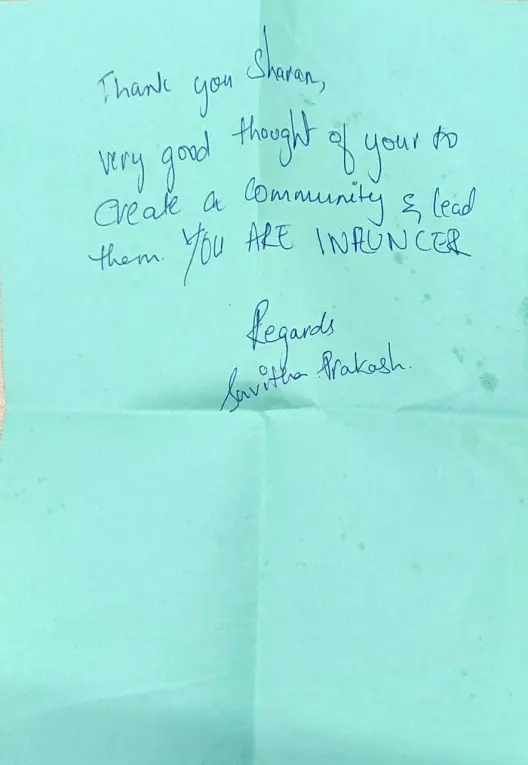 Thank you Sharan,
very good thought of your to
create a community & lead
them. YOU ARE INFLUNCER
Regards
Savitha Prakash.